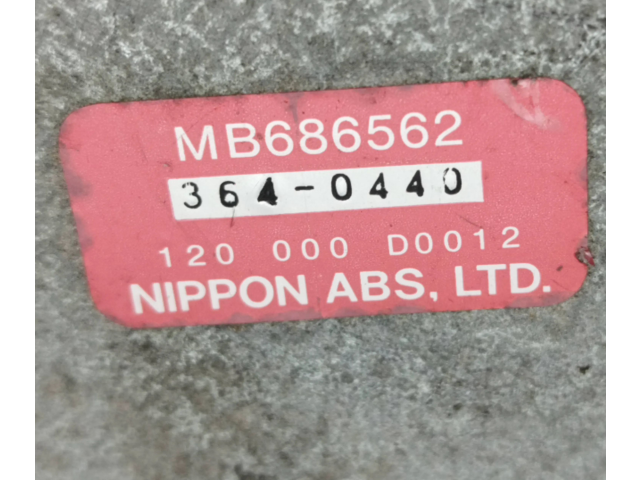 MB686562
364-0440
120 000 D0012
NIPPON ABS, LTD.